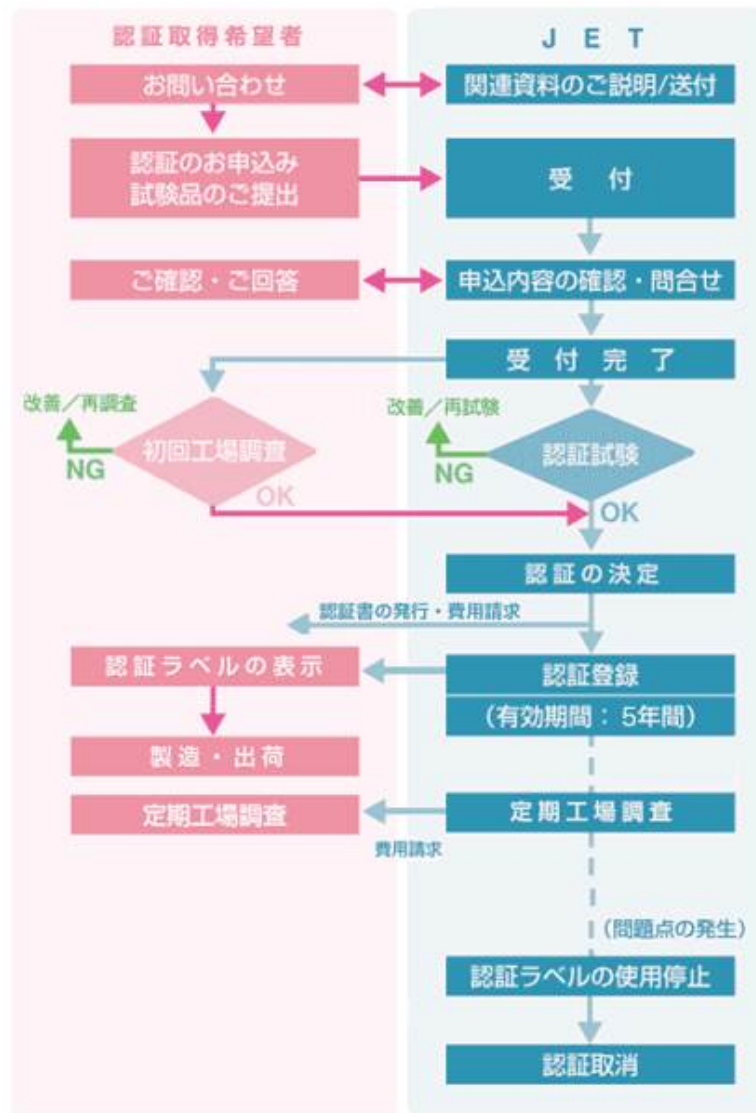 認証取得希望者
J E T
お問い合わせ
関連資料のご説明/送付
認証のお申込み
試験品のご提出
受 付
ご確認・ご回答
申込内容の確認・問合せ
受 付 完 了
改善／再調査
改善／再試験
初回工場調査
認証試験
NG
NG
OK
OK
認証の決定
認証書の発行・費用請求
認証ラベルの表示
認証登録
(有効期間： 5年間)
製造・出荷
定期工場調査
定期工場調査
費用請求
(問題点の発生)
認証ラベルの使用停止
認証取消